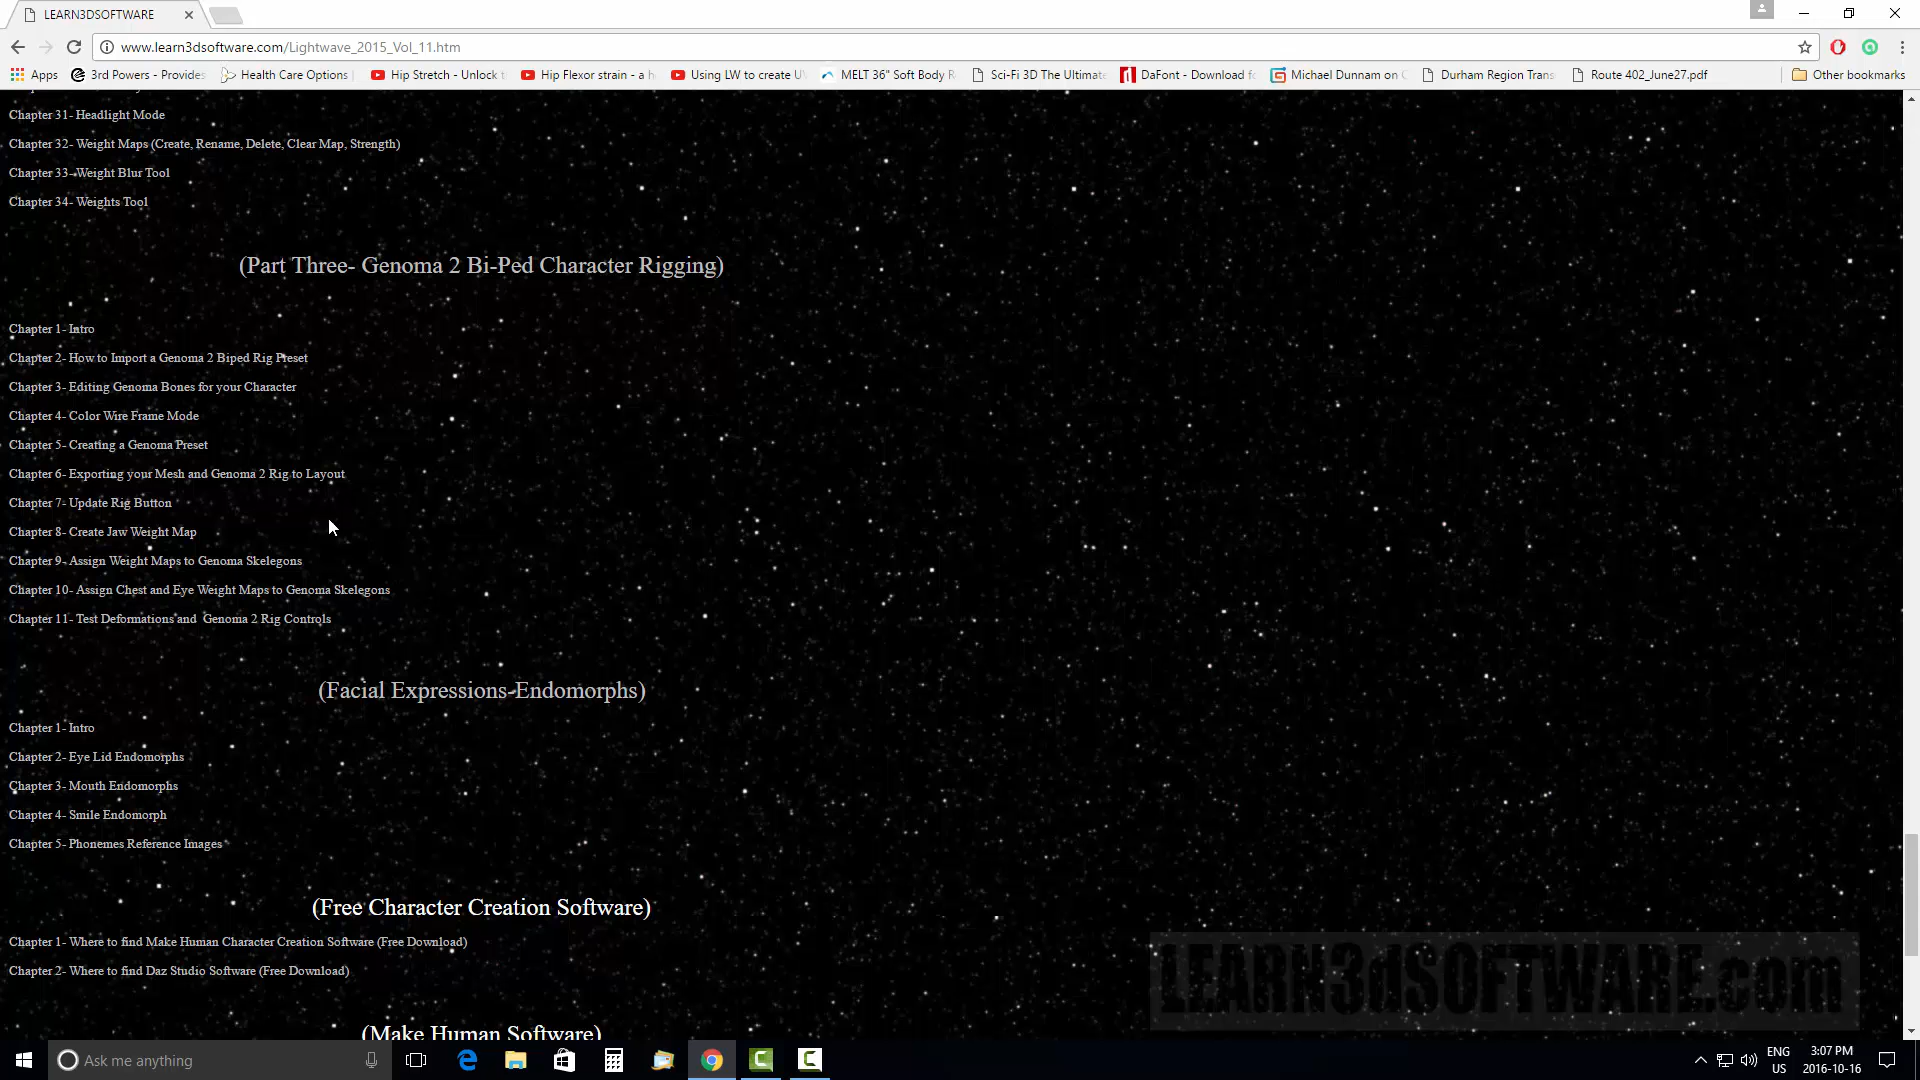 LEARN3DSOFTWARE
www.learn3dsoftware.com/Lightwave_2015_Vol_11.htm
Apps 3rd Powers - Provides Health Care Options Hip Stretch - Unlock Hip Flexor strain - a Using LW to create MELT 36" Soft Body Sci-Fi 3D The Ultimate DaFont - Download Michael Dunnam on Durham Region Trans Route 402_June27.pdf Other bookmarks
Chapter 31- Headlight Mode
Chapter 32- Weight Maps (Create, Rename, Delete, Clear Map, Strength)
Chapter 33- Weight Blur Tool
Chapter 34- Weights Tool
(Part Three- Genoma 2 Bi-Ped Character Rigging)
Chapter 1- Intro
Chapter 2- How to Import a Genoma 2 Biped Rig Preset
Chapter 3- Editing Genoma Bones for your Character
Chapter 4- Color Wire Frame Mode
Chapter 5- Creating a Genoma Preset
Chapter 6- Exporting your Mesh and Genoma 2 Rig to Layout
Chapter 7- Update Rig Button
Chapter 8- Create Jaw Weight Map
Chapter 9- Assign Weight Maps to Genoma Skelegons
Chapter 10- Assign Chest and Eye Weight Maps to Genoma Skelegons
Chapter 11- Test Deformations and Genoma 2 Rig Controls
(Facial Expressions-Endomorphs)
Chapter 1- Intro
Chapter 2- Eye Lid Endomorphs
Chapter 3- Mouth Endomorphs
Chapter 4- Smile Endomorph
Chapter 5- Phonemes Reference Images
(Free Character Creation Software)
Chapter 1- Where to find Make Human Character Creation Software (Free Download)
Chapter 2- Where to find Daz Studio Software (Free Download)
LEARN3dSOFTWARE.com
(Make Human Software)
Ask me anything
ENG 3:07 PM
US 2016-10-16